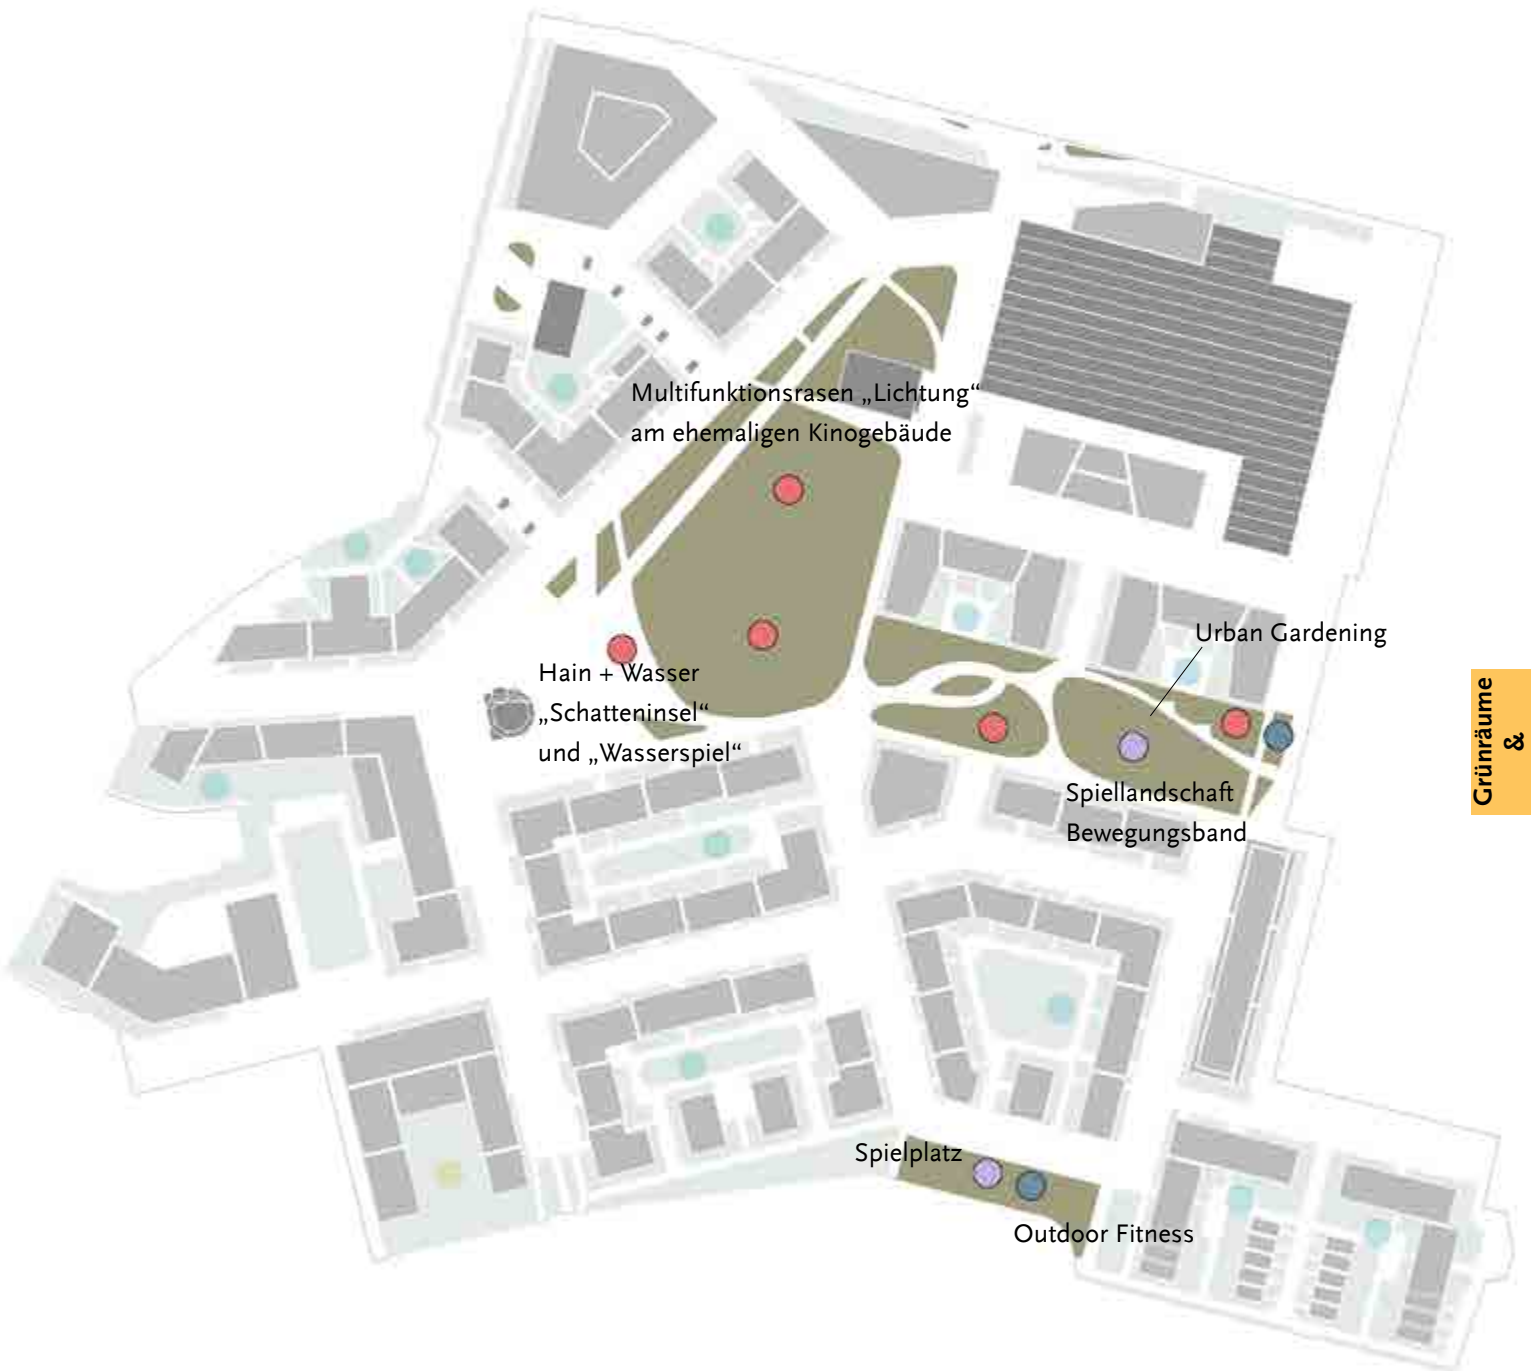 Multifunktionsrasen „Lichtung“
am ehemaligen Kinogebäude
Urban Gardening
Hain + Wasser
„Schatteninsel“
und „Wasserspiel“
Grünräume
&
Spiellandschaft
Bewegungsband
Spielplatz
Outdoor Fitness